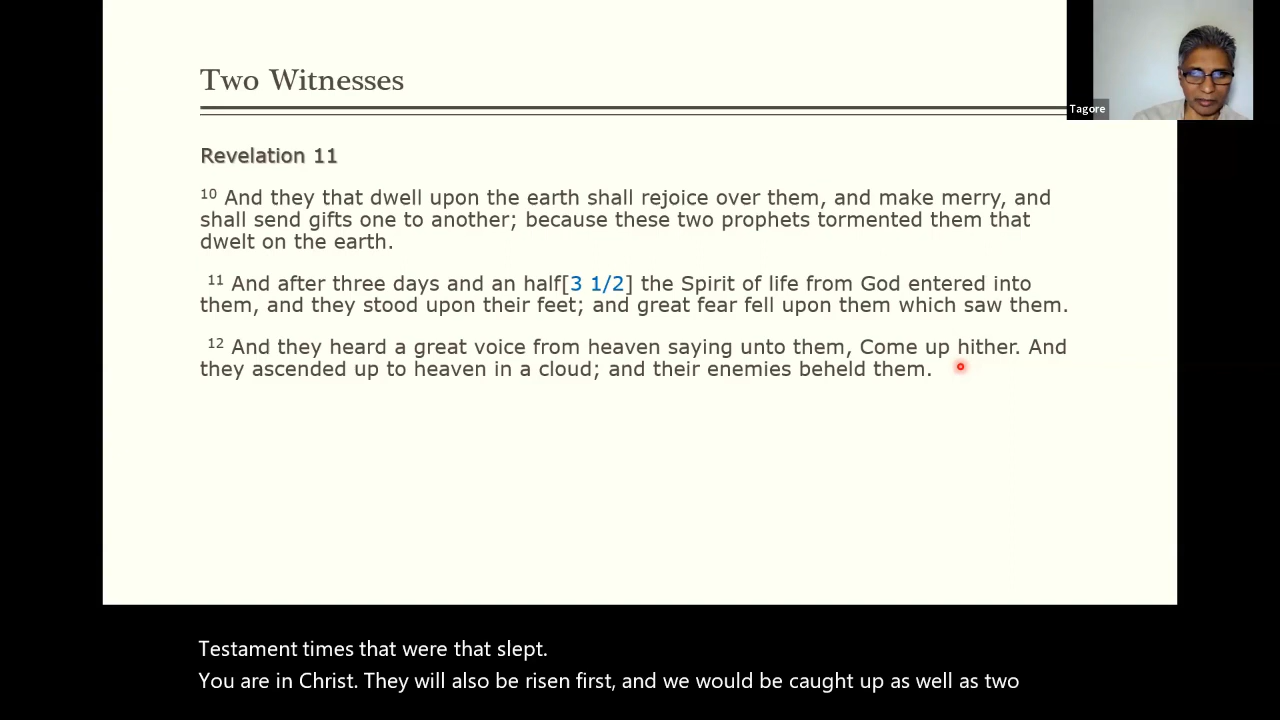 Two Witnesses
Tagore
Revelation 11
10 And they that dwell upon the earth shall rejoice over them, and make merry, and
shall send gifts one to another; because these two prophets tormented them that
dwelt on the earth.
11 And after three days and an half[3 1/2] the Spirit of life from God entered into
them, and they stood upon their feet; and great fear fell upon them which saw them.
12 And they heard a great voice from heaven saying unto them, Come up hither. And
they ascended up to heaven in a cloud; and their enemies beheld them.
Testament times that were that slept.
You are in Christ. They will also be risen first, and we would be caught up as well as two